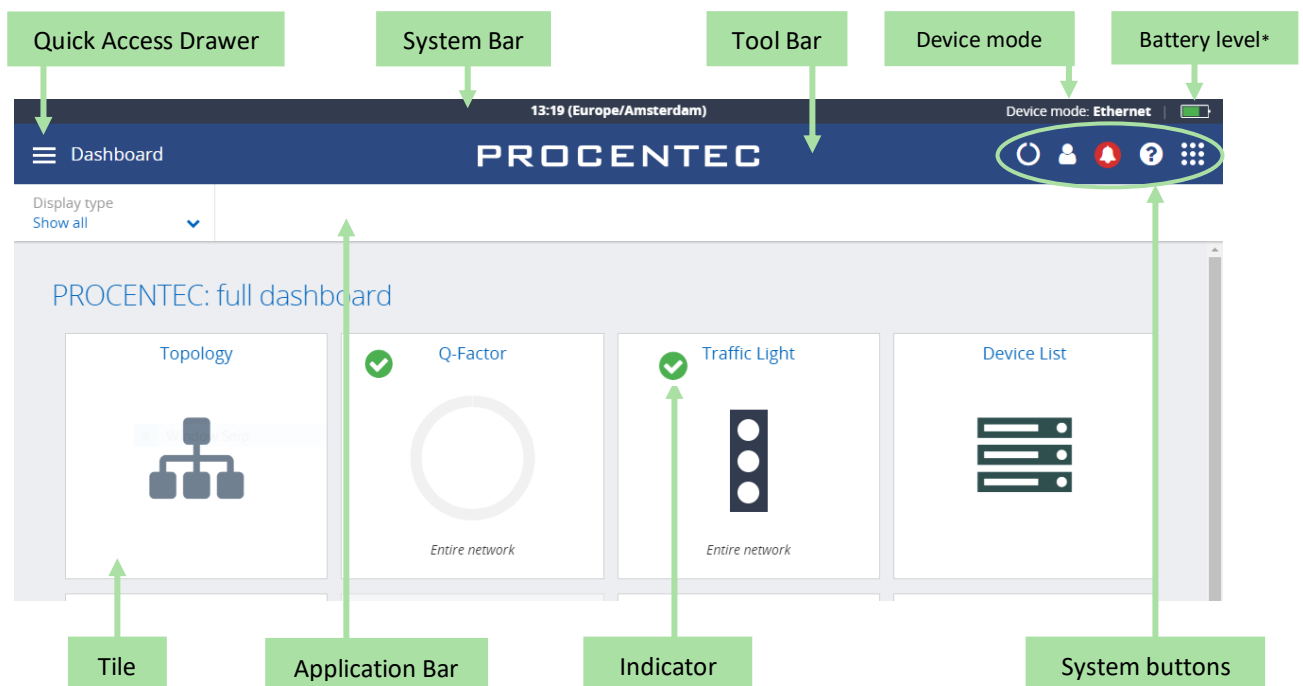 Quick Access Drawer
System Bar
Tool Bar
Device mode
Battery level*
13:19 (Europe/Amsterdam)
Device mode: Ethernet |
Dashboard
PROCENTEC
?
Display type
Show all
PROCENTEC: full dashboard
Topology
Q-Factor
Traffic Light
Device List
Window Snip
Entire network
Entire network
Tile
Application Bar
Indicator
System buttons